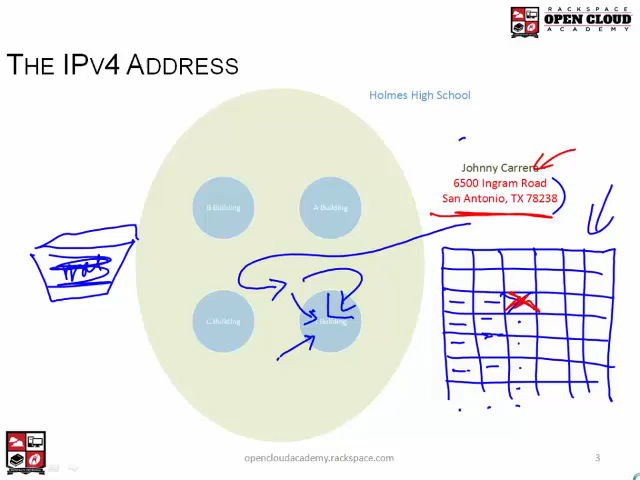 RACKSPACE
OPEN CLOUD
ACADEMY
THE IPV4 ADDRESS
Holmes High School
Johnny Carrera
6500 Ingram Road
San Antonio, TX 78238
B Building
A Building
C Building
opencloudacademy.rackspace.com
3